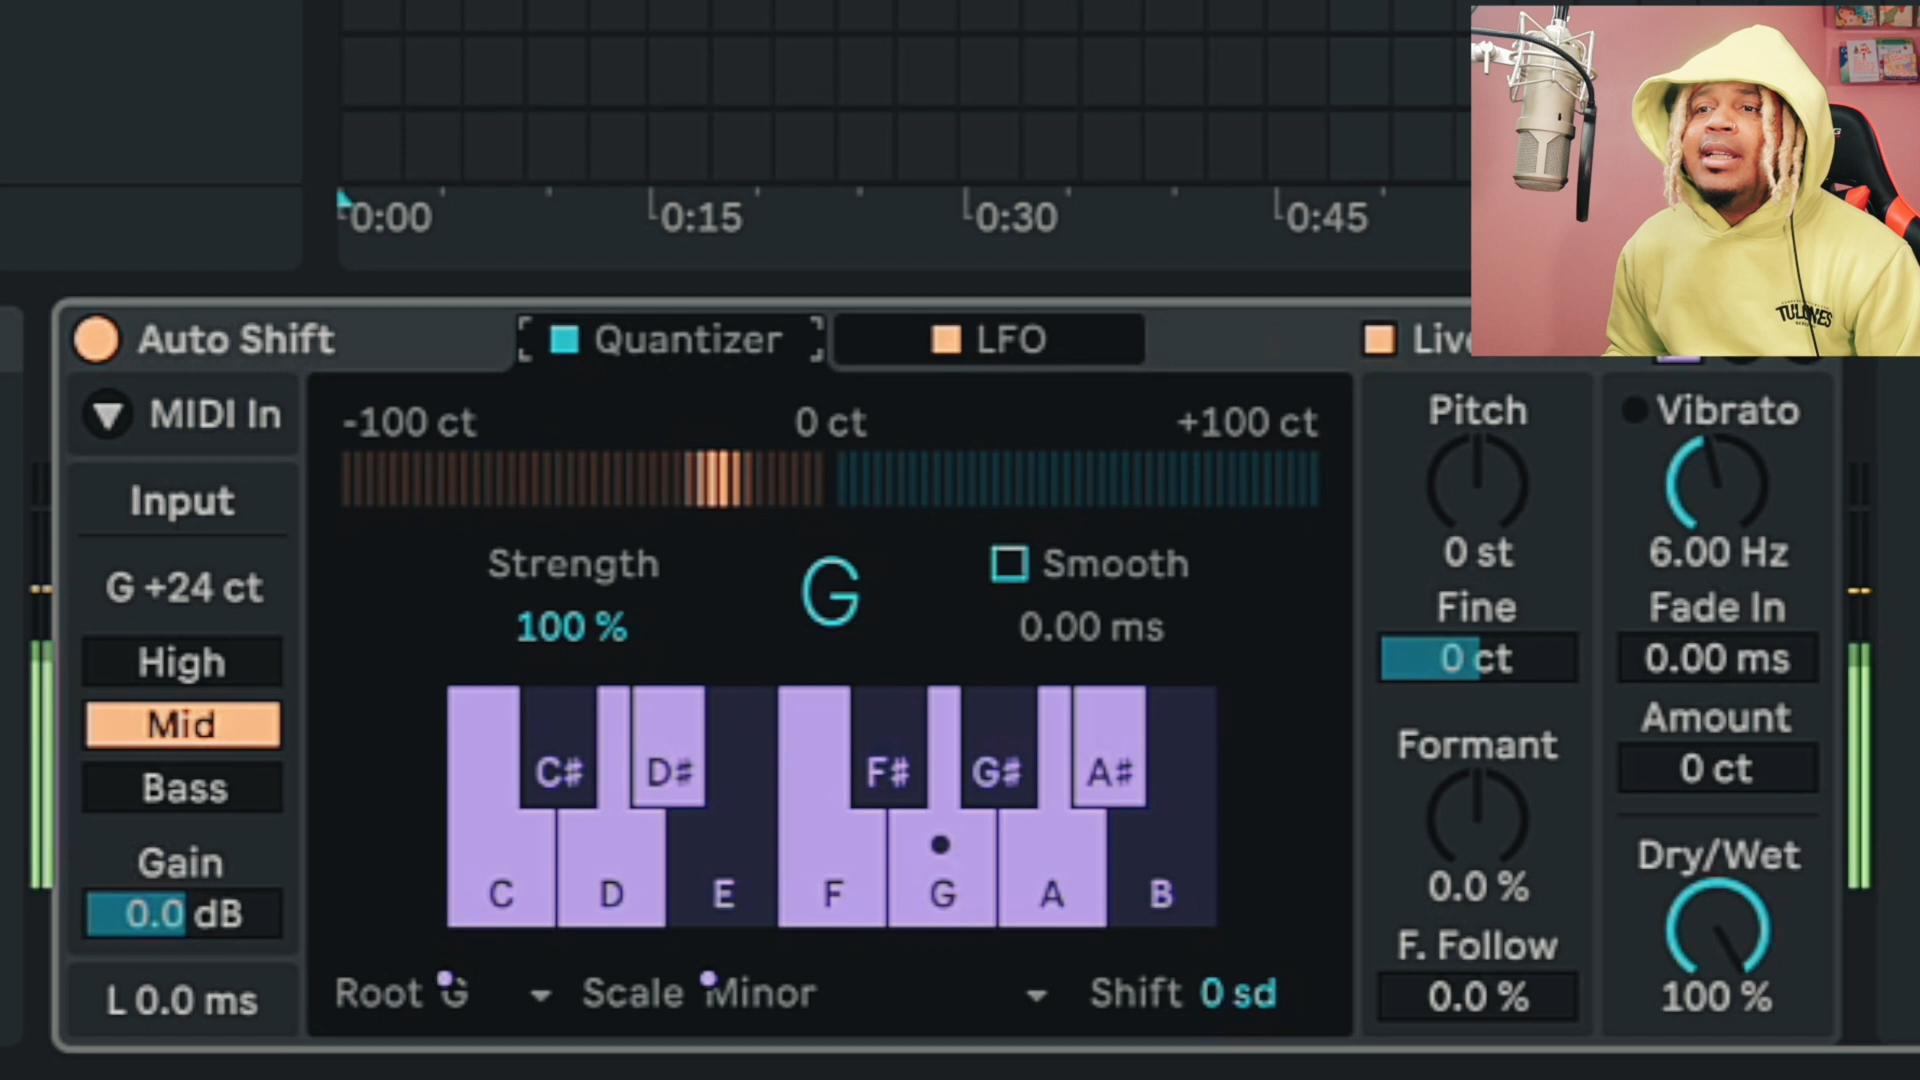 0:00 0:15 0:30 0:45
Auto Shift Quantizer LFO
MIDI In
Input
G +24 ct
High
Mid
Bass
Gain
0.0 dB
L 0.0 ms
-100 ct 0 ct +100 ct
Strength G Smooth
100 % 0.00 ms
C# D# F# G# A#
C D E F G A B
Root G Scale Minor Shift 0 sd
Pitch
0 st
Fine
0 ct
Formant
0.0 %
F. Follow
0.0 %
Vibrato
6.00 Hz
Fade In
0.00 ms
Amount
0 ct
Dry/Wet
100 %